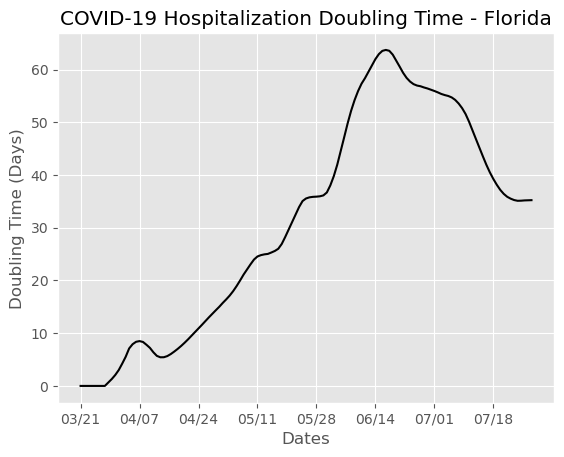 COVID-19 Hospitalization Doubling Time - Florida
Doubling Time (Days)
60
50
40
30
20
10
0
03/21 04/07 04/24 05/11 05/28 06/14 07/01 07/18
Dates